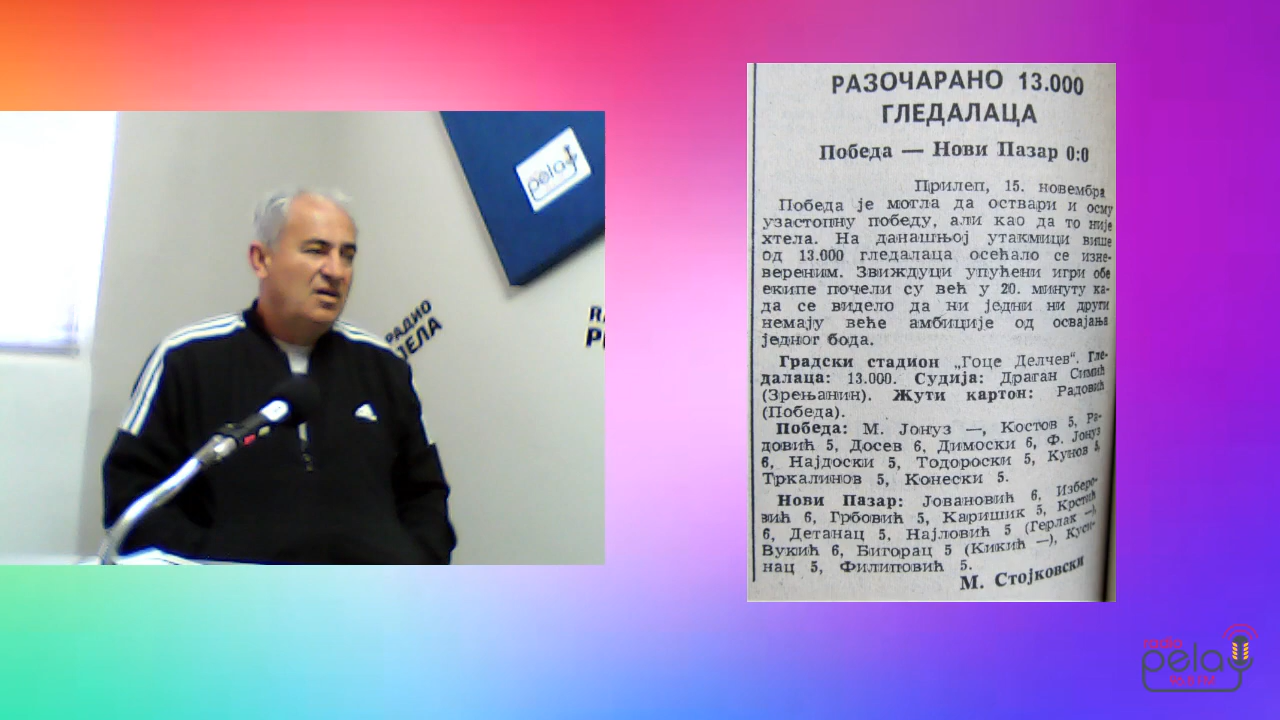 pela
РАДИО
ПЕЛА
РАЗОЧАРАНО 13.000
ГЛЕДАЛАЦА
Победа — Нови Пазар 0:0
Прилеп, 15. новембра
Победа је могла да оствари и осму
узастопну победу, али као да то није
хтела. На данашњој утакмици више
од 13.000 гледалаца осећало се изне-
вереним. Звиждуци упућени игри обе
екипе почели су већ у 20. минуту ка-
да се видело да ни једни ни други
немају веће амбиције од освајања
једног бода.
Градски стадион „Гоце Делчев“. Гле-
далаца: 13.000. Судија: Драган Симић
(Зрењанин). Жути картон: Радовић
(Победа).
Победа: М. Јонуз —, Костов 5, Ра-
довић 5, Досев 6, Димоски 6, Ф. Јонуз
6, Најдоски 5, Тодороски 5, Кунов 5,
Тркалинов 5, Конески 5.
Нови Пазар: Јовановић 6, Избере-
вић 6, Грбовић 5, Каришик 5, Крстић
6, Детанац 5, Најловић 5 (Герлак —),
Вукић 6, Бигорац 5 (Кикић —), Куси-
нац 5, Филиповић 5.
М. Стојковски
radio
pela